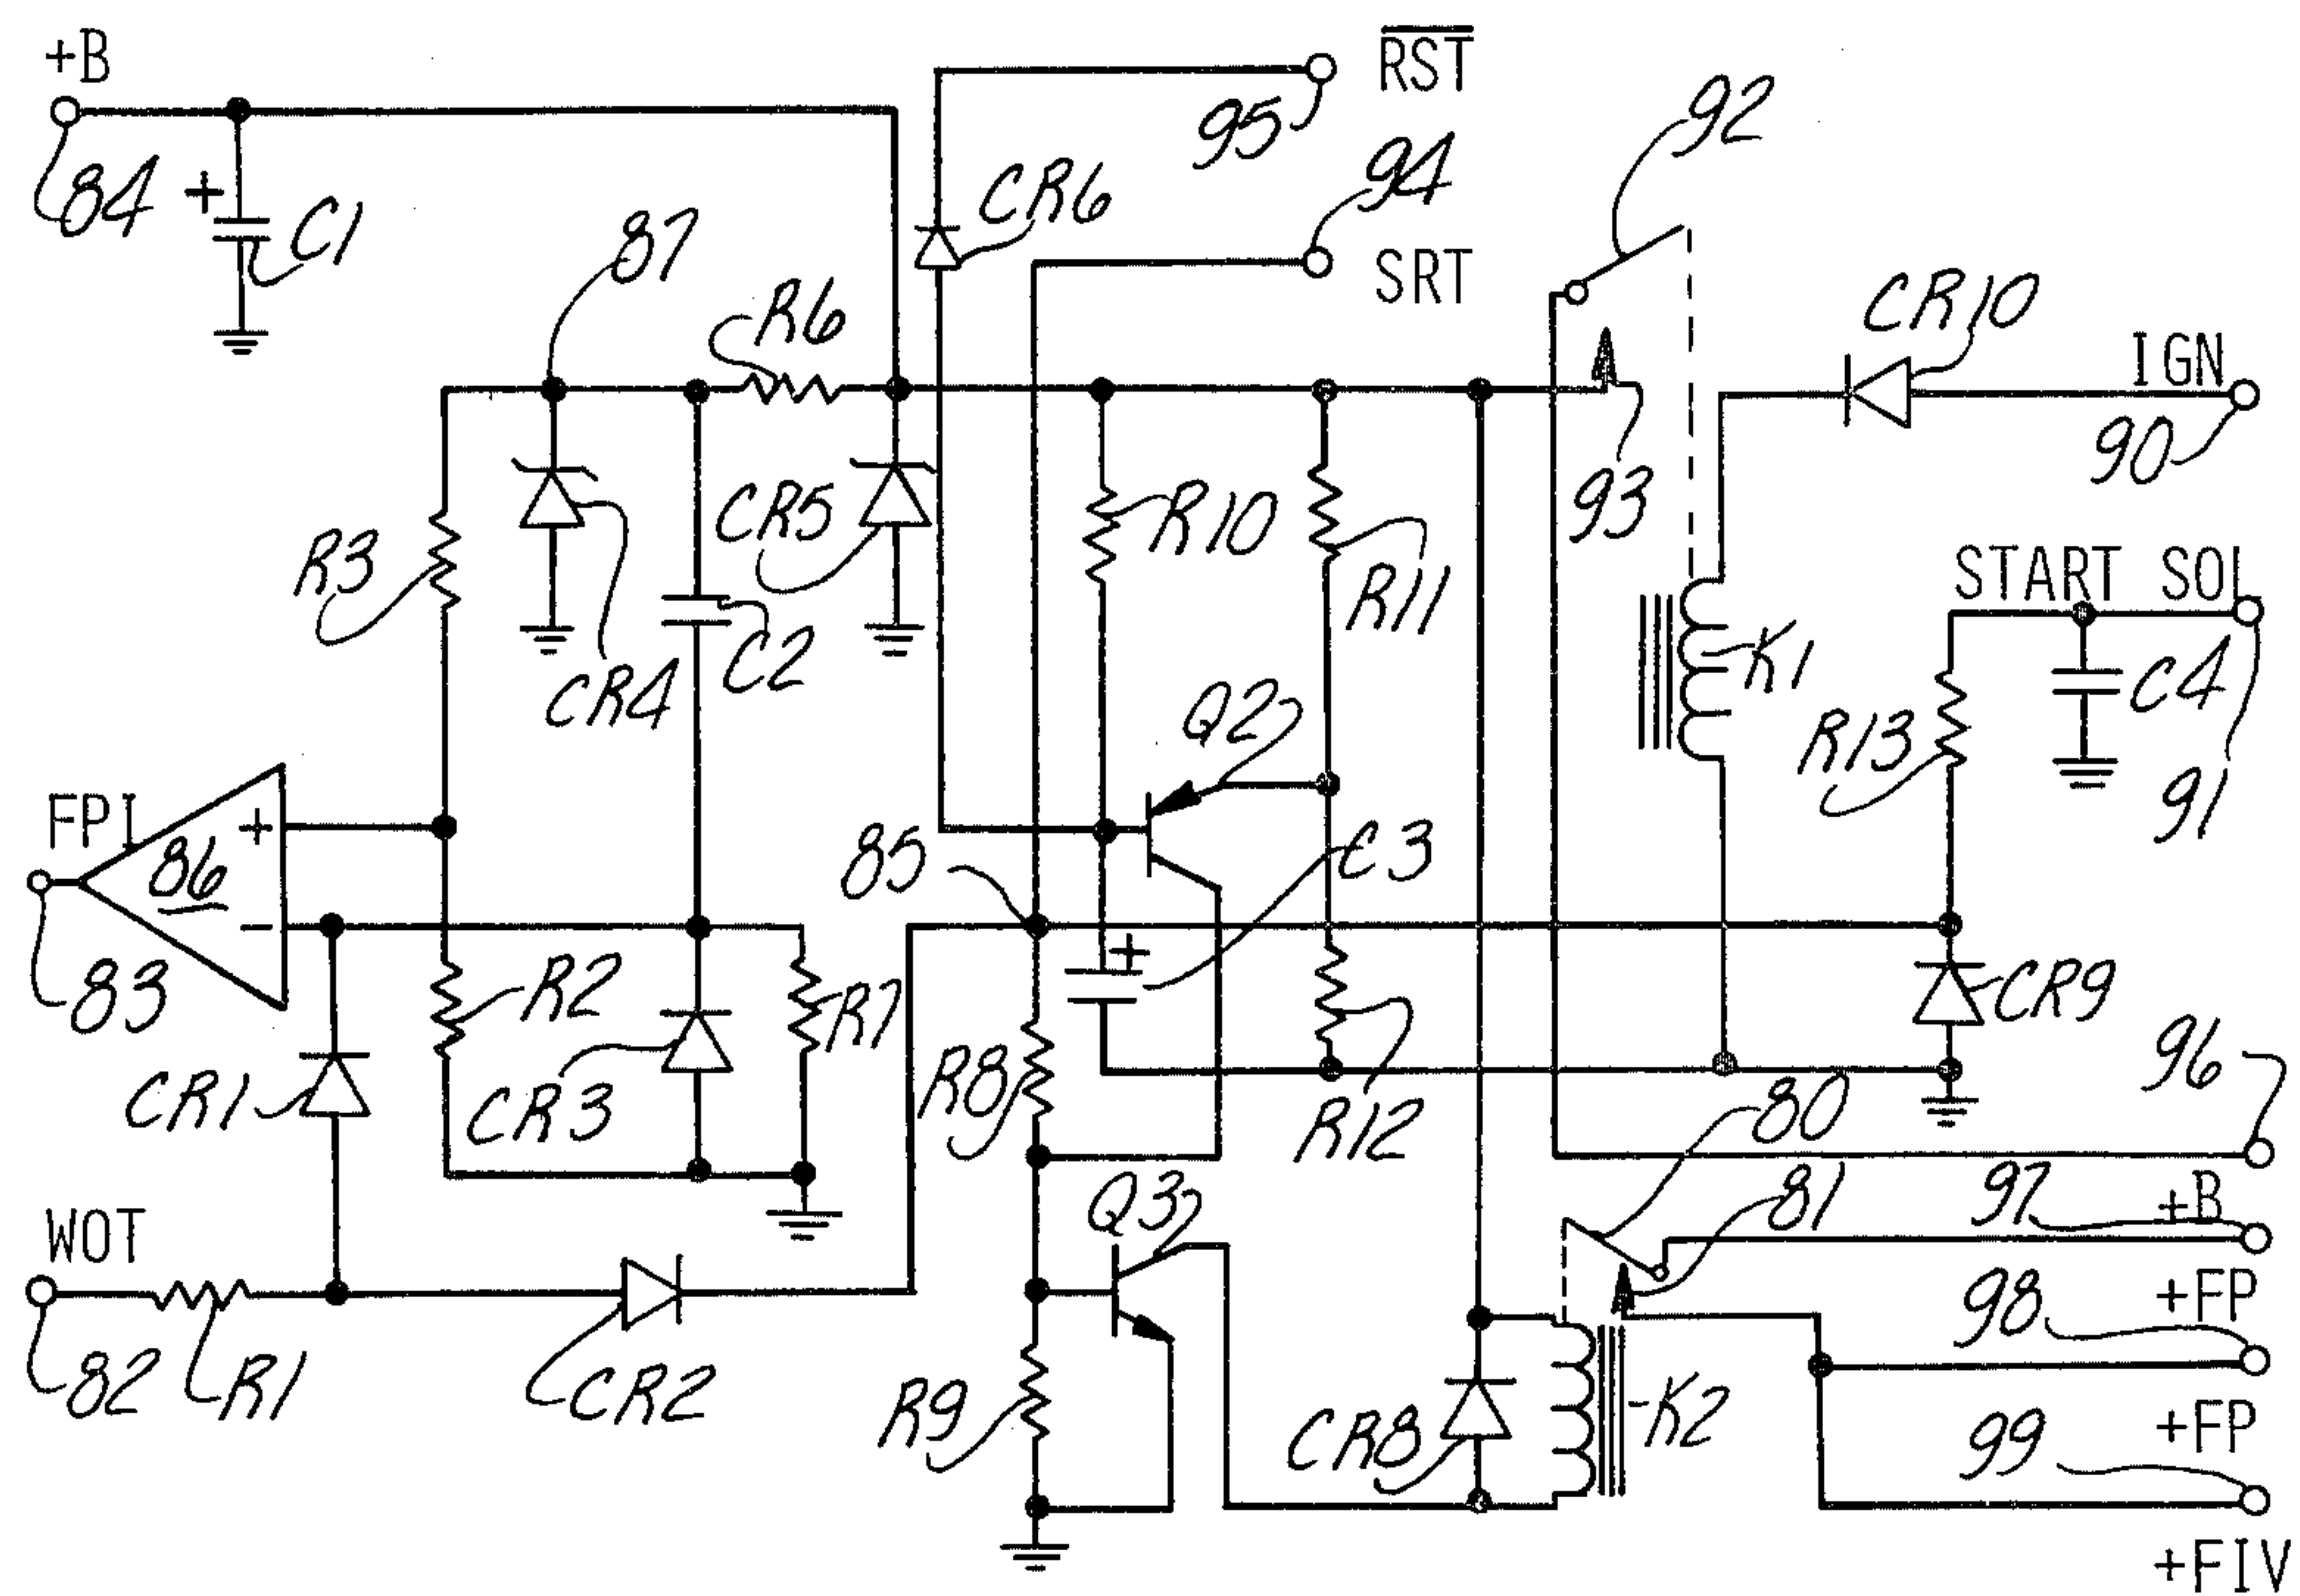 +B
RST
95
92
84
+
C1
CR6
94
87
SRT
R6
CR10
IGN
90
93
R3
CR5
R10
R11
START SOL
CR4
C2
K1
C4
Q2
R13
91
FPI
86
+
−
85
C3
+
83
R2
R7
CR9
CR1
CR3
R8
R12
80
96
WOT
Q3
97
81
+B
98
+FP
82
R1
CR2
R9
CR8
K2
99
+FP
+FIV